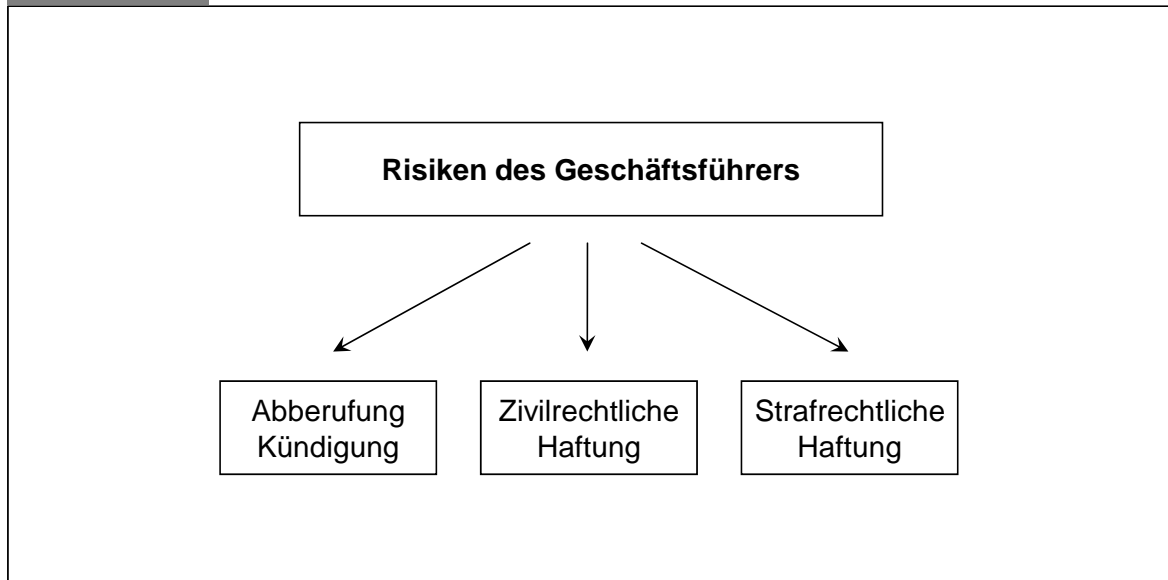 Risiken des Geschäftsführers
Abberufung
Kündigung
Zivilrechtliche
Haftung
Strafrechtliche
Haftung